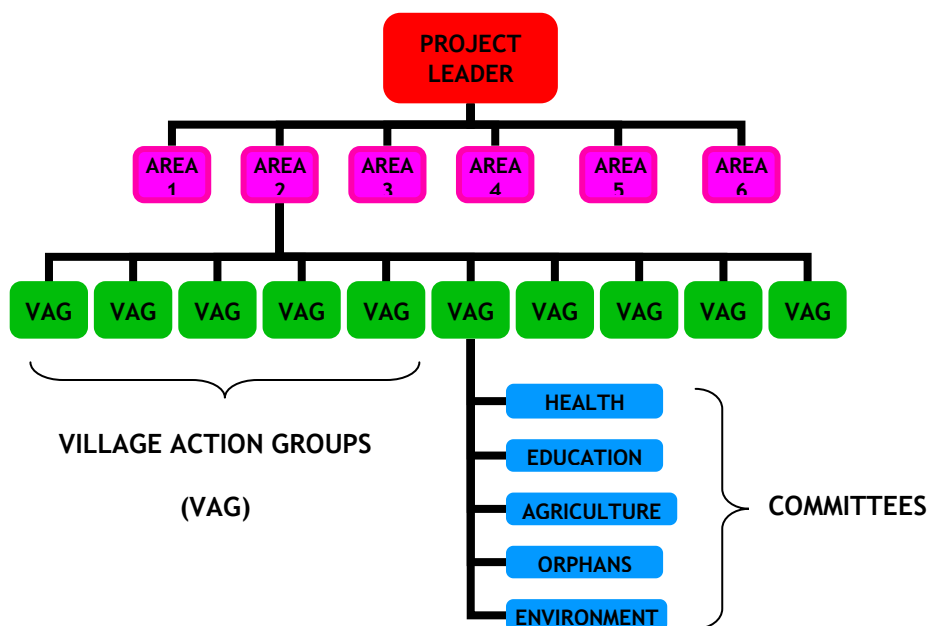 PROJECT
LEADER
AREA
1
AREA
2
AREA
3
AREA
4
AREA
5
AREA
6
VAG VAG VAG VAG VAG VAG VAG VAG VAG VAG
HEALTH
VILLAGE ACTION GROUPS
EDUCATION
(VAG)
AGRICULTURE
COMMITTEES
ORPHANS
ENVIRONMENT